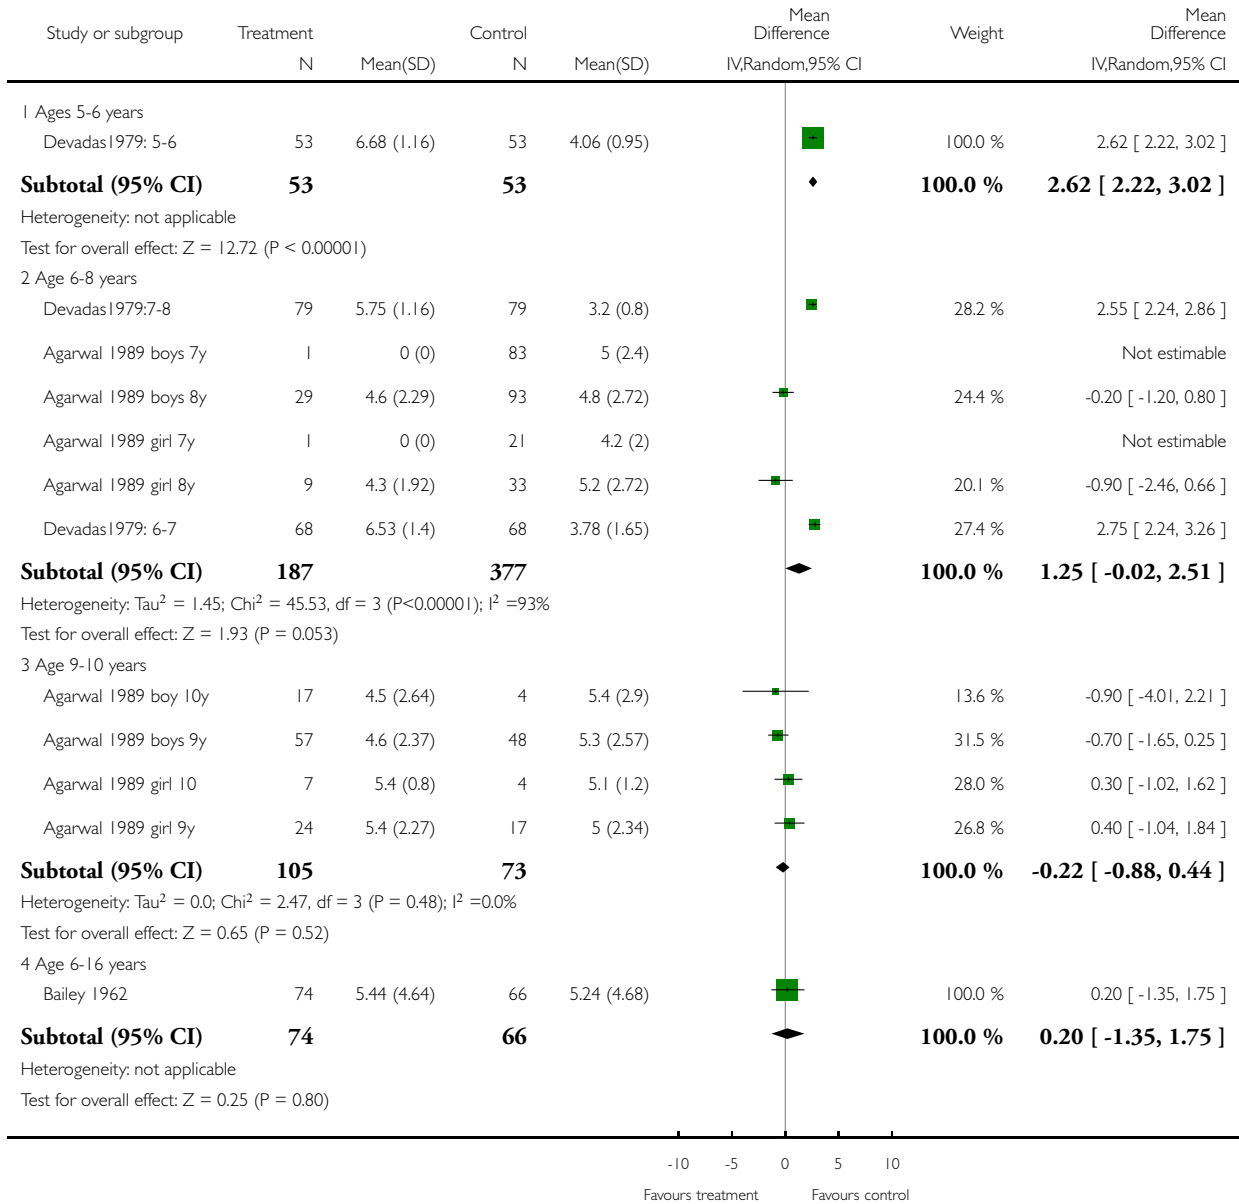 Study or subgroup Treatment Control Mean Difference Weight Mean Difference
N Mean(SD) N Mean(SD) IV,Random,95% CI IV,Random,95% CI
1 Ages 5-6 years
Devadas1979: 5-6 53 6.68 (1.16) 53 4.06 (0.95) 100.0 % 2.62 [ 2.22, 3.02 ]
Subtotal (95% CI) 53 53 100.0 % 2.62 [ 2.22, 3.02 ]
Heterogeneity: not applicable
Test for overall effect: Z = 12.72 (P < 0.00001)
2 Age 6-8 years
Devadas1979:7-8 79 5.75 (1.16) 79 3.2 (0.8) 28.2 % 2.55 [ 2.24, 2.86 ]
Agarwal 1989 boys 7y 1 0 (0) 83 5 (2.4) Not estimable
Agarwal 1989 boys 8y 29 4.6 (2.29) 93 4.8 (2.72) 24.4 % -0.20 [ -1.20, 0.80 ]
Agarwal 1989 girl 7y 1 0 (0) 21 4.2 (2) Not estimable
Agarwal 1989 girl 8y 9 4.3 (1.92) 33 5.2 (2.72) 20.1 % -0.90 [ -2.46, 0.66 ]
Devadas1979: 6-7 68 6.53 (1.4) 68 3.78 (1.65) 27.4 % 2.75 [ 2.24, 3.26 ]
Subtotal (95% CI) 187 377 100.0 % 1.25 [ -0.02, 2.51 ]
Heterogeneity: Tau² = 1.45; Chi² = 45.53, df = 3 (P<0.00001); I² =93%
Test for overall effect: Z = 1.93 (P = 0.053)
3 Age 9-10 years
Agarwal 1989 boy 10y 17 4.5 (2.64) 4 5.4 (2.9) 13.6 % -0.90 [ -4.01, 2.21 ]
Agarwal 1989 boys 9y 57 4.6 (2.37) 48 5.3 (2.57) 31.5 % -0.70 [ -1.65, 0.25 ]
Agarwal 1989 girl 10 7 5.4 (0.8) 4 5.1 (1.2) 28.0 % 0.30 [ -1.02, 1.62 ]
Agarwal 1989 girl 9y 24 5.4 (2.27) 17 5 (2.34) 26.8 % 0.40 [ -1.04, 1.84 ]
Subtotal (95% CI) 105 73 100.0 % -0.22 [ -0.88, 0.44 ]
Heterogeneity: Tau² = 0.0; Chi² = 2.47, df = 3 (P = 0.48); I² =0.0%
Test for overall effect: Z = 0.65 (P = 0.52)
4 Age 6-16 years
Bailey 1962 74 5.44 (4.64) 66 5.24 (4.68) 100.0 % 0.20 [ -1.35, 1.75 ]
Subtotal (95% CI) 74 66 100.0 % 0.20 [ -1.35, 1.75 ]
Heterogeneity: not applicable
Test for overall effect: Z = 0.25 (P = 0.80)
-10 -5 0 5 10
Favours treatment Favours control